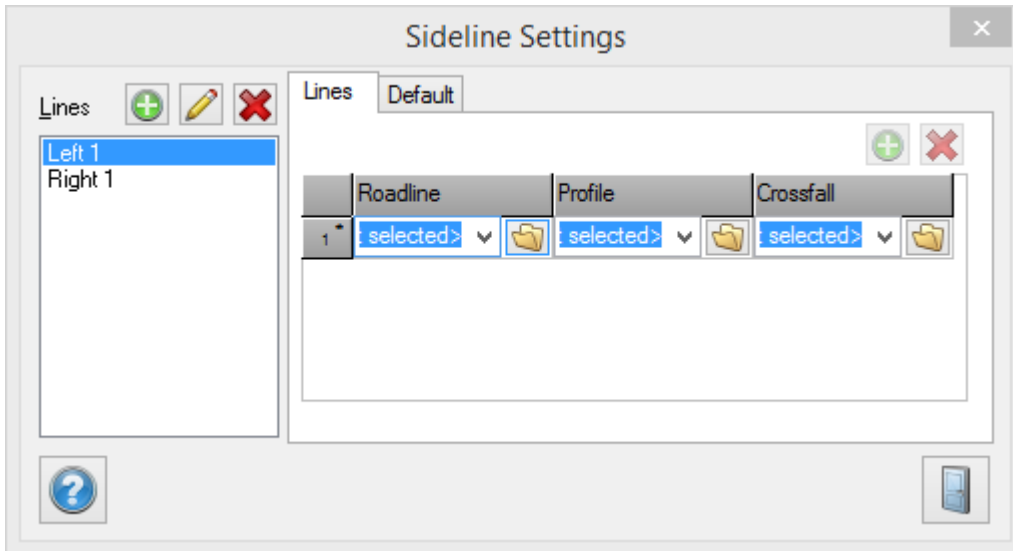 Sideline Settings
Lines
Left 1
Right 1
Lines Default
Roadline Profile Crossfall
1* selected> selected> selected>